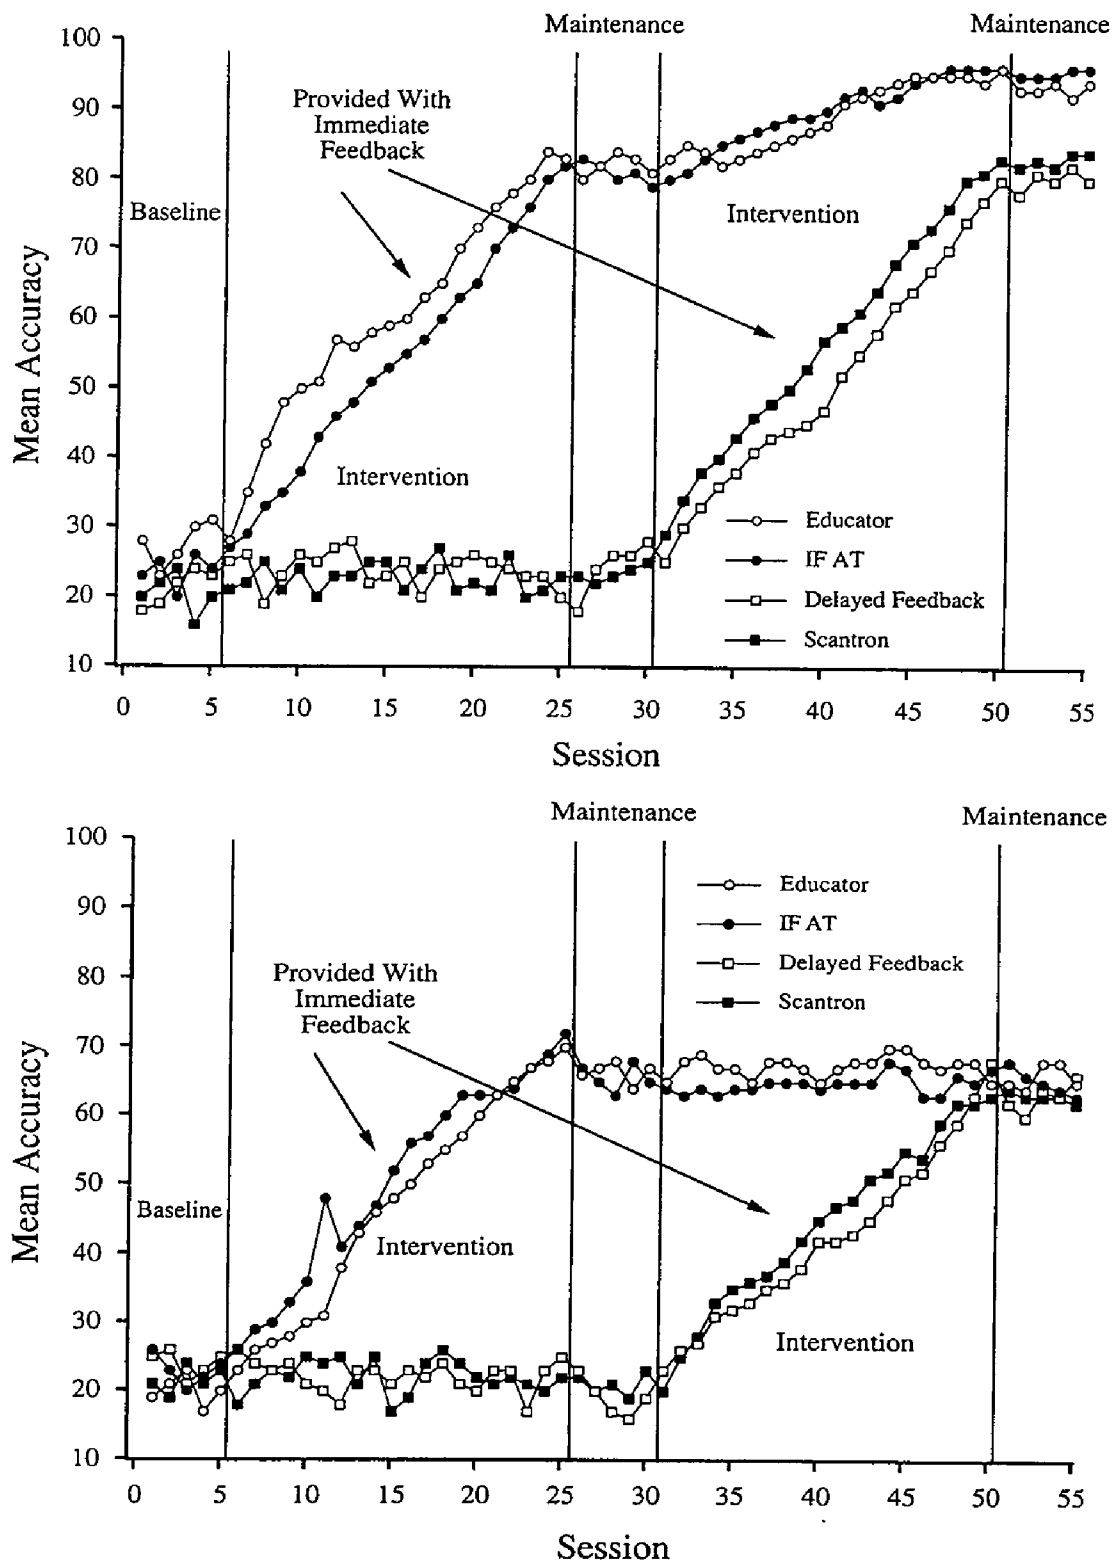 Maintenance
Maintenance
100
90
80
70
60
50
40
30
20
10
Mean Accuracy
Provided With
Immediate
Feedback
Baseline
Intervention
Intervention
Educator
IF AT
Delayed Feedback
Scantron
0
5
10
15
20
25
30
35
40
45
50
55
Session
Maintenance
Maintenance
100
90
80
70
60
50
40
30
20
10
Mean Accuracy
Educator
IF AT
Delayed Feedback
Scantron
Provided With
Immediate
Feedback
Baseline
Intervention
Intervention
0
5
10
15
20
25
30
35
40
45
50
55
Session